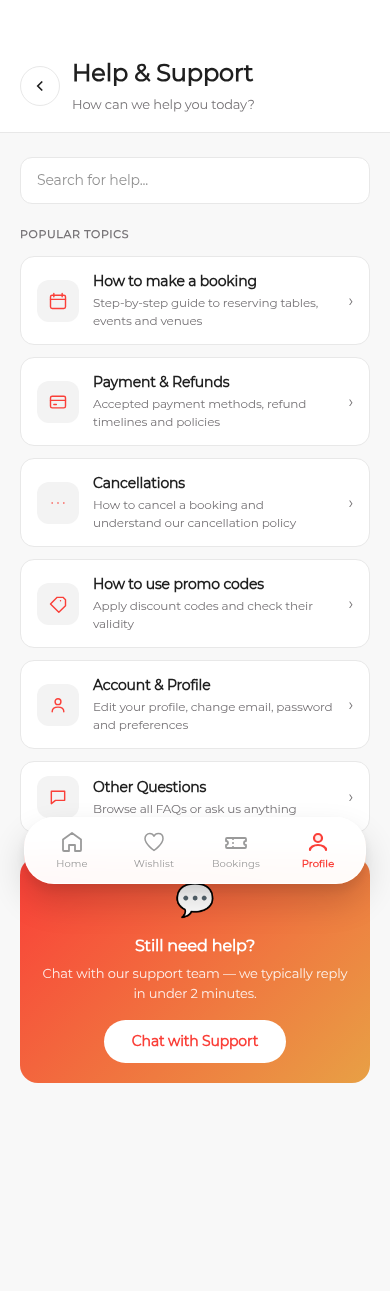 Help & Support
How can we help you today?
Search for help...
POPULAR TOPICS
How to make a booking
Step-by-step guide to reserving tables,
events and venues
Payment & Refunds
Accepted payment methods, refund
timelines and policies
Cancellations
How to cancel a booking and
understand our cancellation policy
How to use promo codes
Apply discount codes and check their
validity
Account & Profile
Edit your profile, change email, password
and preferences
Other Questions
Browse all FAQs or ask us anything
Home Wishlist Bookings Profile
Still need help?
Chat with our support team — we typically reply
in under 2 minutes.
Chat with Support